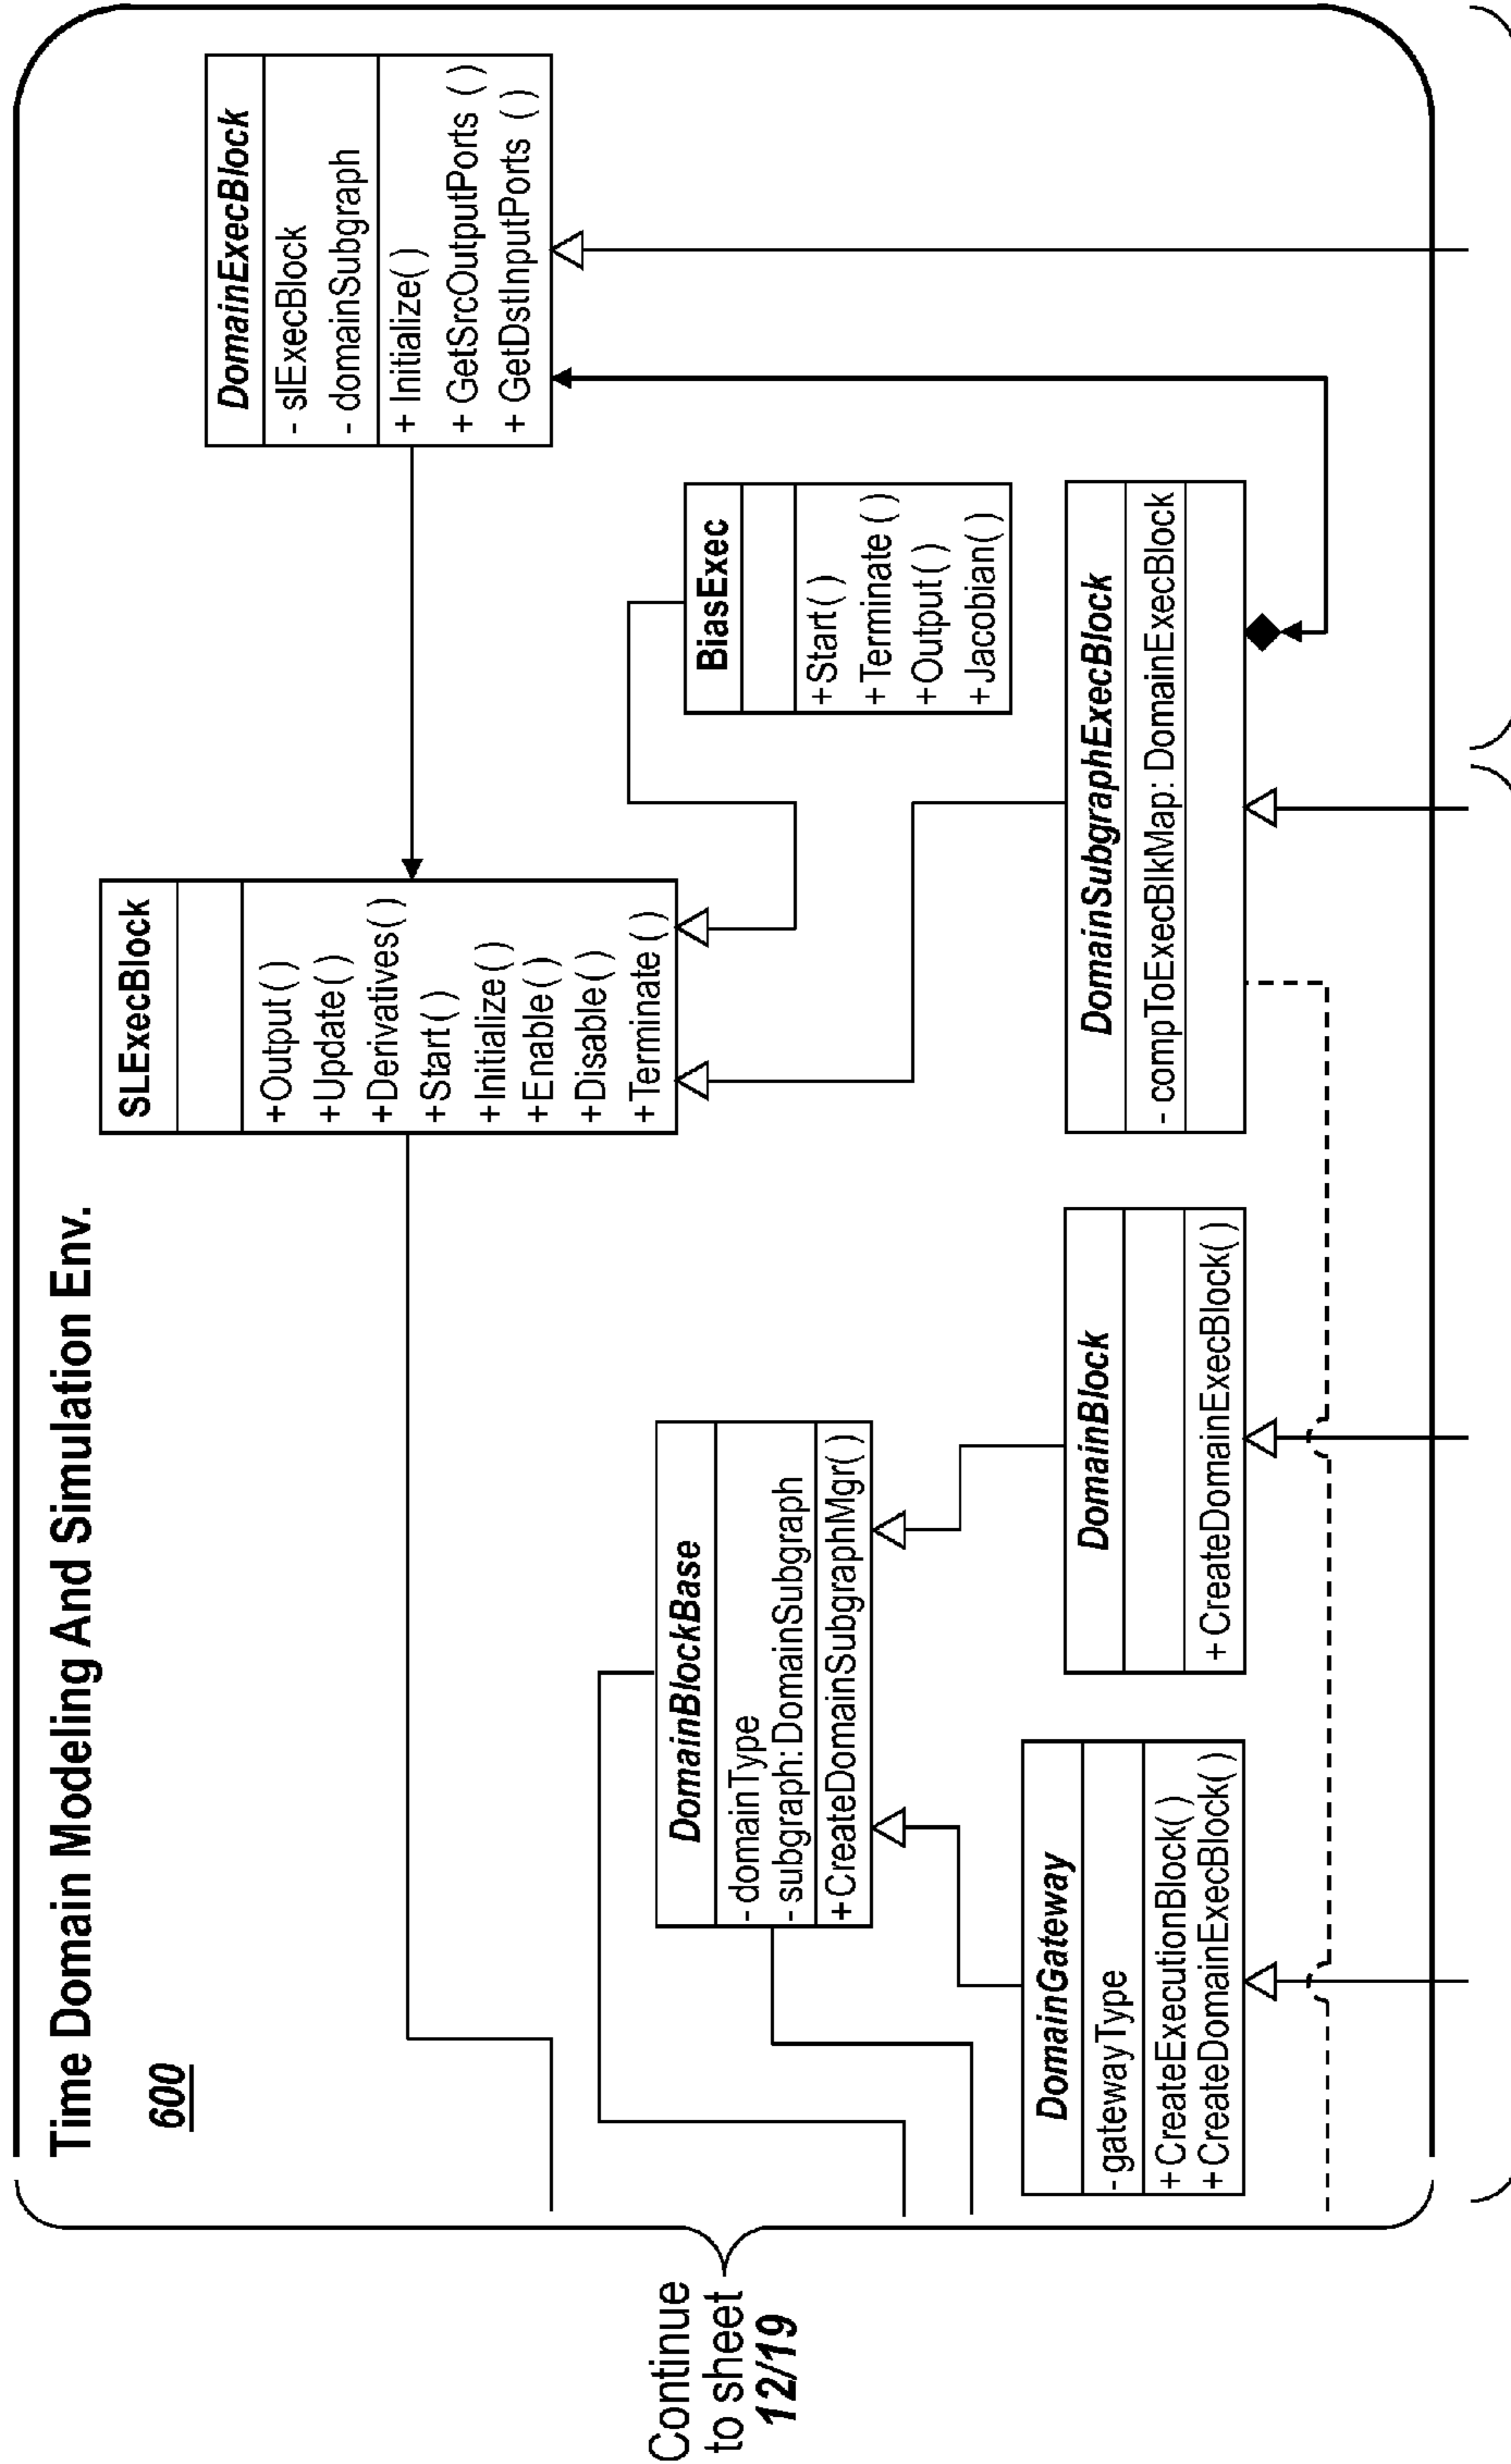 Time Domain Modeling And Simulation Env.
600
SLExecBlock
+Output()
+Update()
+Derivatives()
+Start()
+Initialize()
+Enable()
+Disable()
+Terminate()
DomainExecBlock
- slExecBlock
- domainSubgraph
+ Initialize()
+ GetSrcOutputPorts ()
+ GetDstInputPorts ()
DomainBlockBase
- domainType
- subgraph:DomainSubgraph
+ CreateDomainSubgraphMgr()
BiasExec
+Start()
+Terminate()
+Output()
+Jacobian()
DomainGateway
- gatewayType
+ CreateExecutionBlock()
+ CreateDomainExecBlock()
DomainBlock
+ CreateDomainExecBlock()
DomainSubgraphExecBlock
- compToExecBlkMap: DomainExecBlock
Continue
to sheet
12/19